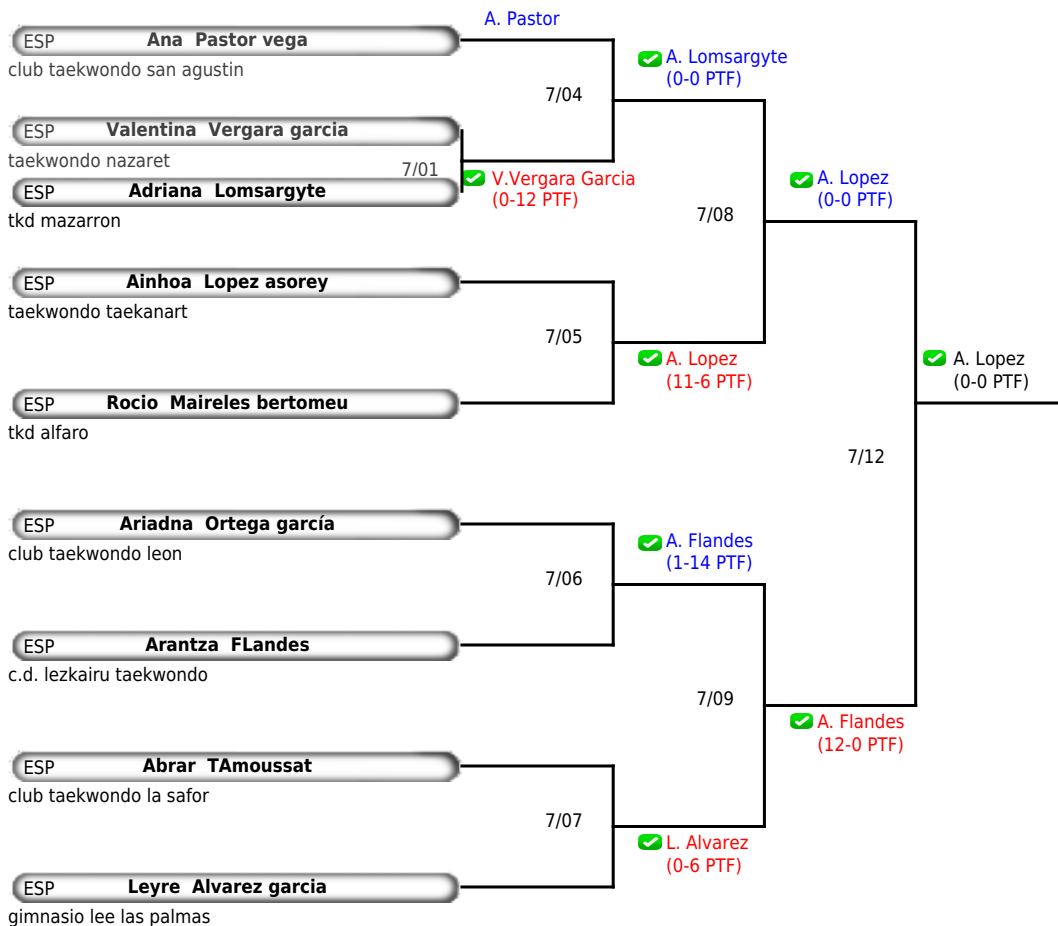 A. Pastor
ESP Ana Pastor vega
club taekwondo san agustin
A. Lomsargyte
(0-0 PTF)
7/04
ESP Valentina Vergara garcia
taekwondo nazaret
7/01
V.Vergara Garcia
(0-12 PTF)
ESP Adriana Lomsargyte
tkd mazarron
A. Lopez
(0-0 PTF)
7/08
ESP Ainhoa Lopez asorey
taekwondo taekanart
7/05
A. Lopez
(11-6 PTF)
A. Lopez
(0-0 PTF)
ESP Rocio Maireles bertomeu
tkd alfaro
7/12
ESP Ariadna Ortega garcía
club taekwondo leon
A. Flandes
(1-14 PTF)
7/06
ESP Arantza FLandes
c.d. lezkairu taekwondo
7/09
A. Flandes
(12-0 PTF)
ESP Abrar TAmoussat
club taekwondo la safor
7/07
L. Alvarez
(0-6 PTF)
ESP Leyre Alvarez garcia
gimnasio lee las palmas